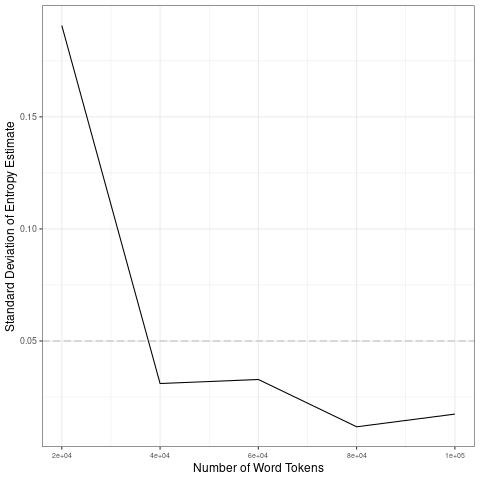 Standard Deviation of Entropy Estimate
0.15
0.10
0.05
2e+04 4e+04 6e+04 8e+04 1e+05
Number of Word Tokens